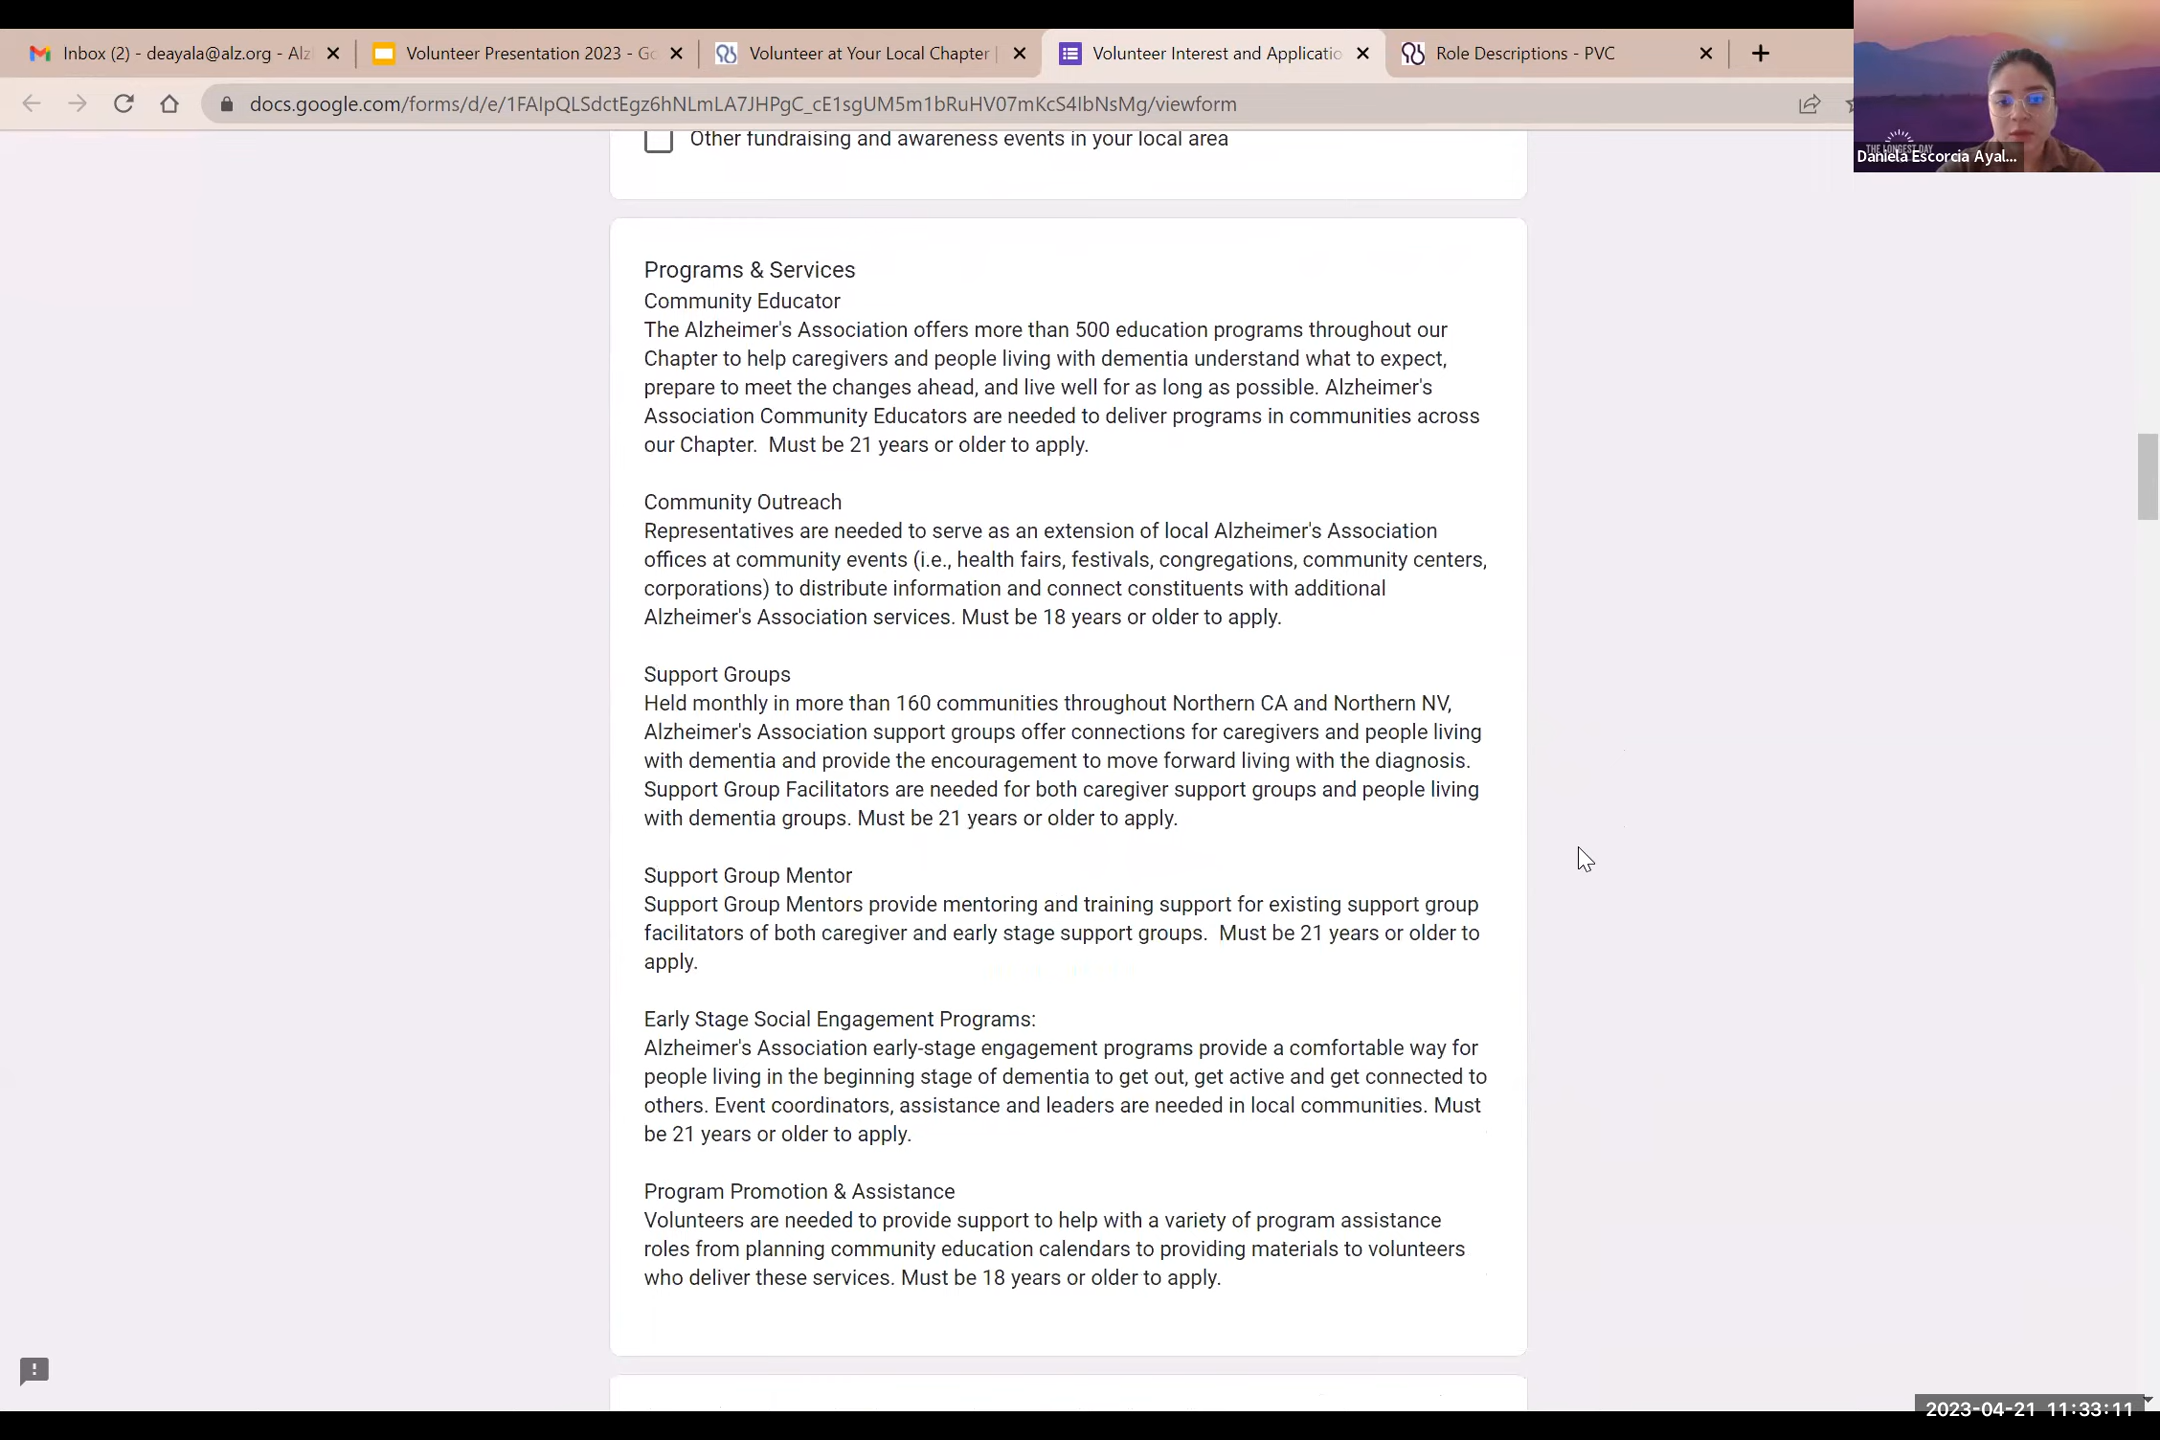 Inbox (2) - deayala@alz.org - Alz
Volunteer Presentation 2023 - Go
Volunteer at Your Local Chapter |
Volunteer Interest and Applicatio
Role Descriptions - PVC
docs.google.com/forms/d/e/1FAIpQLSdctEgz6hNLmLA7JHPgC_cE1sgUM5m1bRuHV07mKcS4IbNsMg/viewform
THE LONGEST DAY
Daniela Escorcia Ayal...
Other fundraising and awareness events in your local area
Programs & Services
Community Educator
The Alzheimer's Association offers more than 500 education programs throughout our
Chapter to help caregivers and people living with dementia understand what to expect,
prepare to meet the changes ahead, and live well for as long as possible. Alzheimer's
Association Community Educators are needed to deliver programs in communities across
our Chapter.  Must be 21 years or older to apply.
Community Outreach
Representatives are needed to serve as an extension of local Alzheimer's Association
offices at community events (i.e., health fairs, festivals, congregations, community centers,
corporations) to distribute information and connect constituents with additional
Alzheimer's Association services. Must be 18 years or older to apply.
Support Groups
Held monthly in more than 160 communities throughout Northern CA and Northern NV,
Alzheimer's Association support groups offer connections for caregivers and people living
with dementia and provide the encouragement to move forward living with the diagnosis.
Support Group Facilitators are needed for both caregiver support groups and people living
with dementia groups. Must be 21 years or older to apply.
Support Group Mentor
Support Group Mentors provide mentoring and training support for existing support group
facilitators of both caregiver and early stage support groups.  Must be 21 years or older to
apply.
Early Stage Social Engagement Programs:
Alzheimer's Association early-stage engagement programs provide a comfortable way for
people living in the beginning stage of dementia to get out, get active and get connected to
others. Event coordinators, assistance and leaders are needed in local communities. Must
be 21 years or older to apply.
Program Promotion & Assistance
Volunteers are needed to provide support to help with a variety of program assistance
roles from planning community education calendars to providing materials to volunteers
who deliver these services. Must be 18 years or older to apply.
2023-04-21 11:33:11